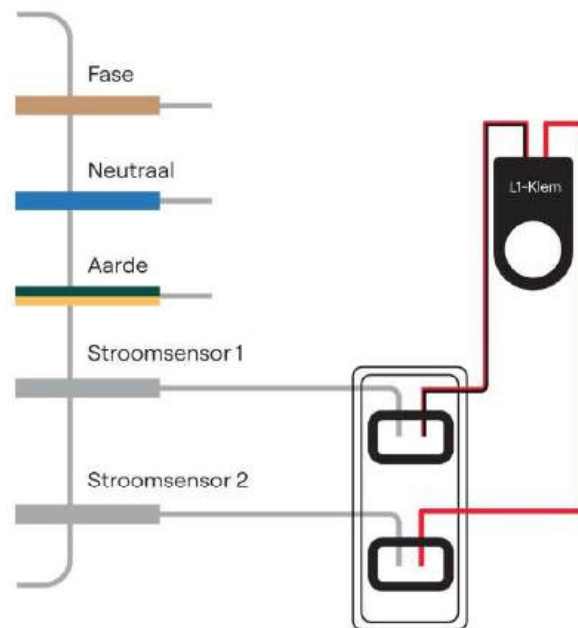 Fase
Neutraal
L1-Klem
Aarde
Stroomsensor 1
Stroomsensor 2